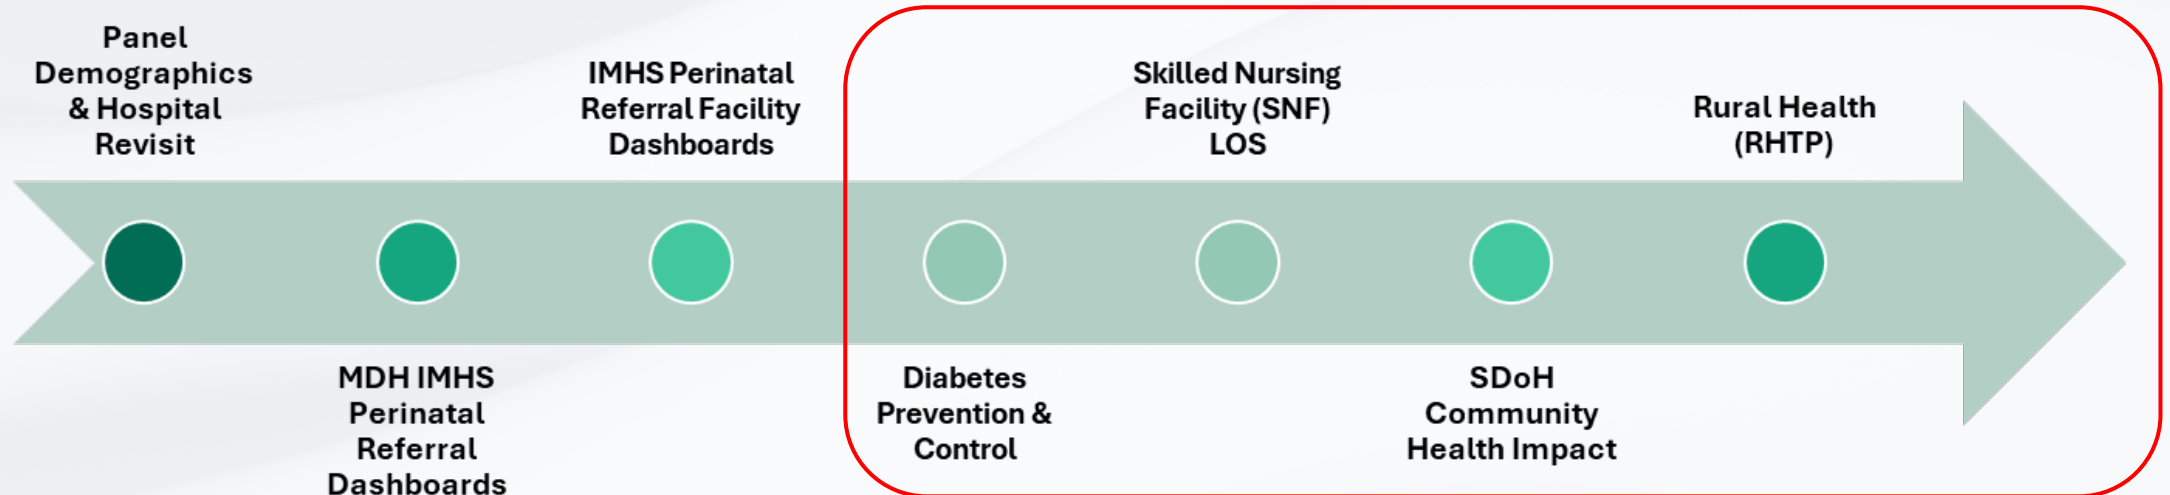 Panel
Demographics
& Hospital
Revisit
MDH IMHS
Perinatal
Referral
Dashboards
IMHS Perinatal
Referral Facility
Dashboards
Diabetes
Prevention &
Control
Skilled Nursing
Facility (SNF)
LOS
SDoH
Community
Health Impact
Rural Health
(RHTP)